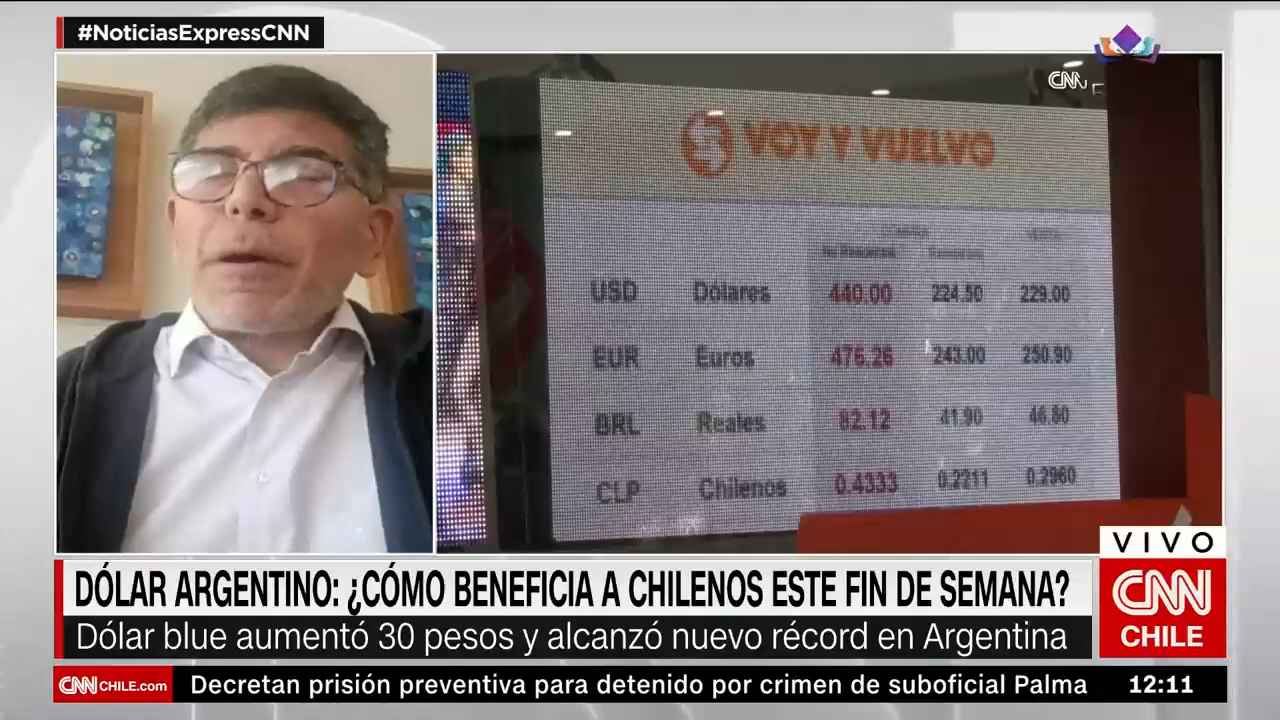 #NoticiasExpressCNN
CNN
VOY Y VUELVO
USD Dólares 440.00 224.50 229.00
EUR Euros 476.26 243.00 250.90
BRL Reales 82.12 41.90 46.80
CLP Chilenos 0.4333 0.2211 0.2960
VIVO
CNN
CHILE
DÓLAR ARGENTINO: ¿CÓMO BENEFICIA A CHILENOS ESTE FIN DE SEMANA?
Dólar blue aumentó 30 pesos y alcanzó nuevo récord en Argentina
CNNCHILE.com Decretan prisión preventiva para detenido por crimen de suboficial Palma 12:11